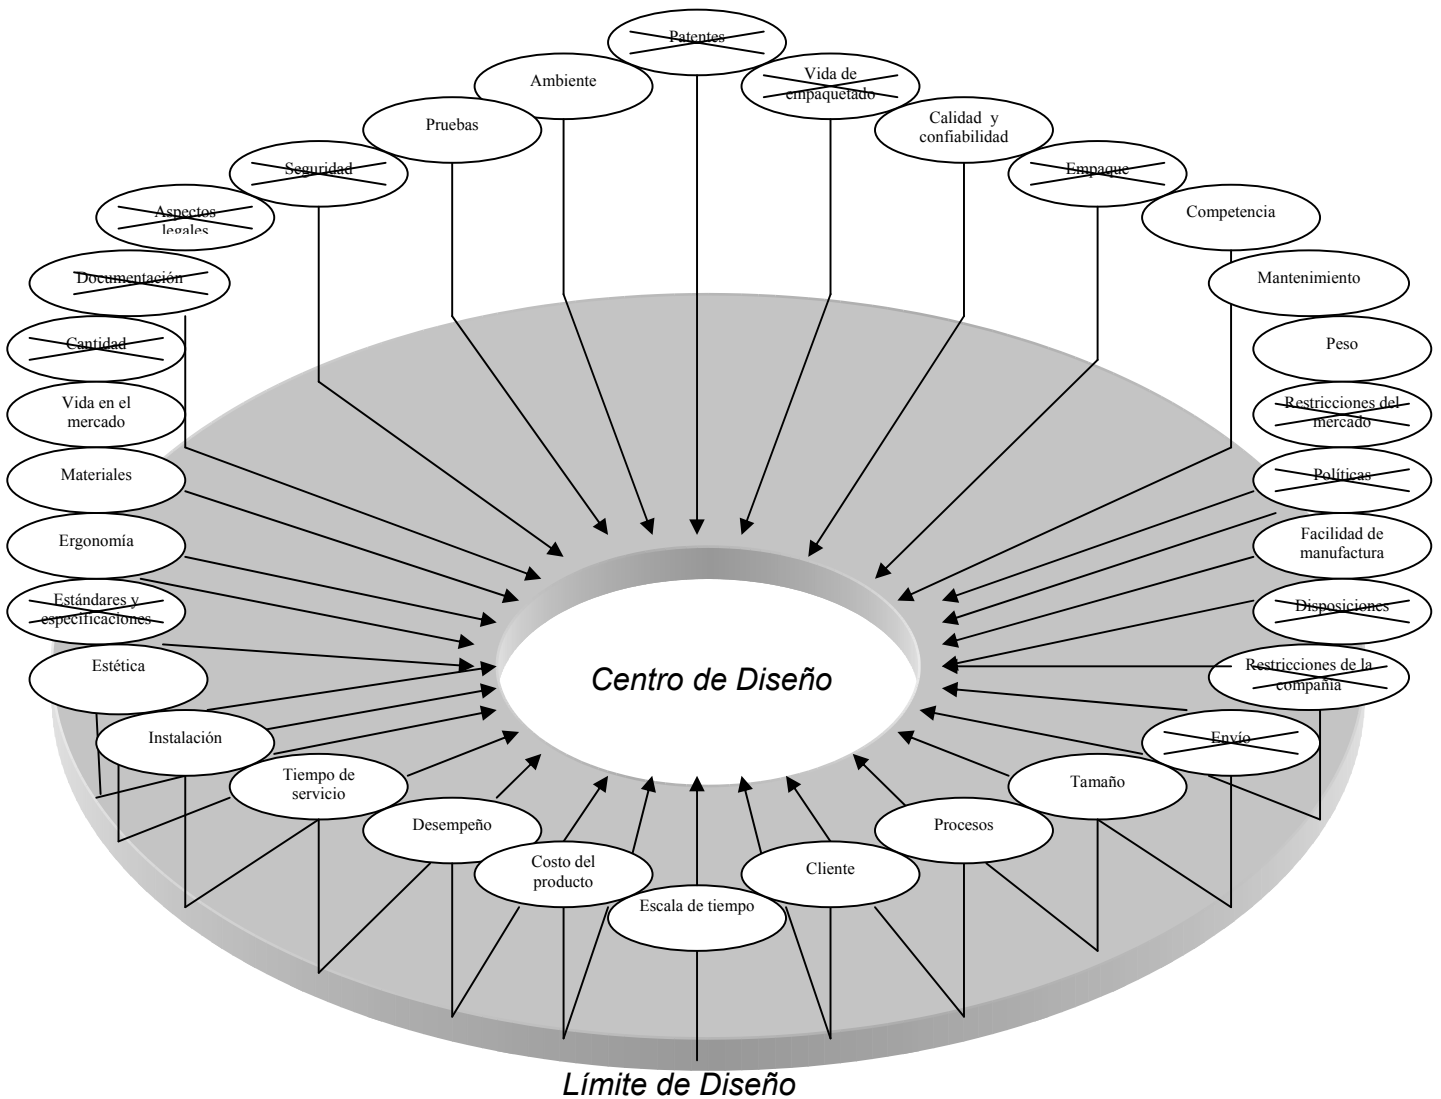 Patentes
Ambiente
Vida de
empaquetado
Pruebas
Calidad y
confiabilidad
Seguridad
Empaque
Aspectos
legales
Competencia
Documentación
Mantenimiento
Cantidad
Peso
Vida en el
mercado
Restricciones del
mercado
Materiales
Políticas
Ergonomía
Facilidad de
manufactura
Estándares y
especificaciones
Disposiciones
Estética
Centro de Diseño
Restricciones de la
compañía
Instalación
Envío
Tiempo de
servicio
Tamaño
Desempeño
Procesos
Costo del
producto
Cliente
Escala de tiempo
Límite de Diseño